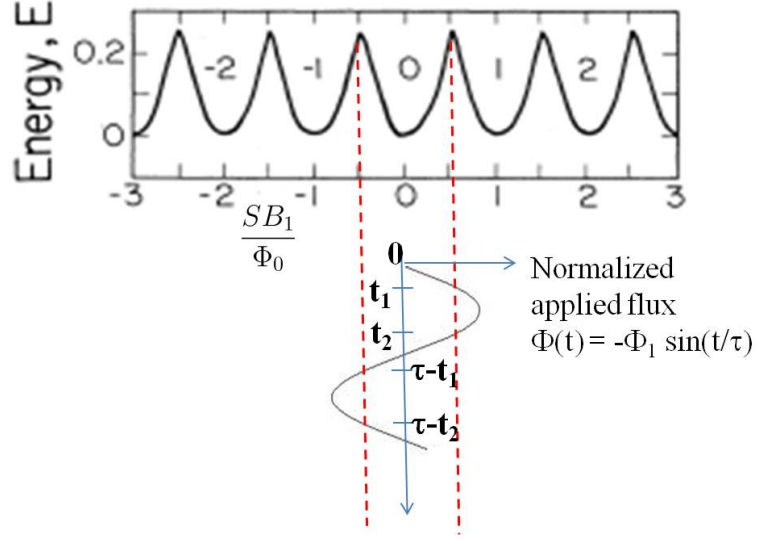 Energy, E
0.2
0
-2 -1 0 1 2
-3 -2 -1 0 1 2 3
SB₁
Φ₀
0
t₁
t₂
τ-t₁
τ-t₂
Normalized
applied flux
Φ(t) = -Φ₁ sin(t/τ)